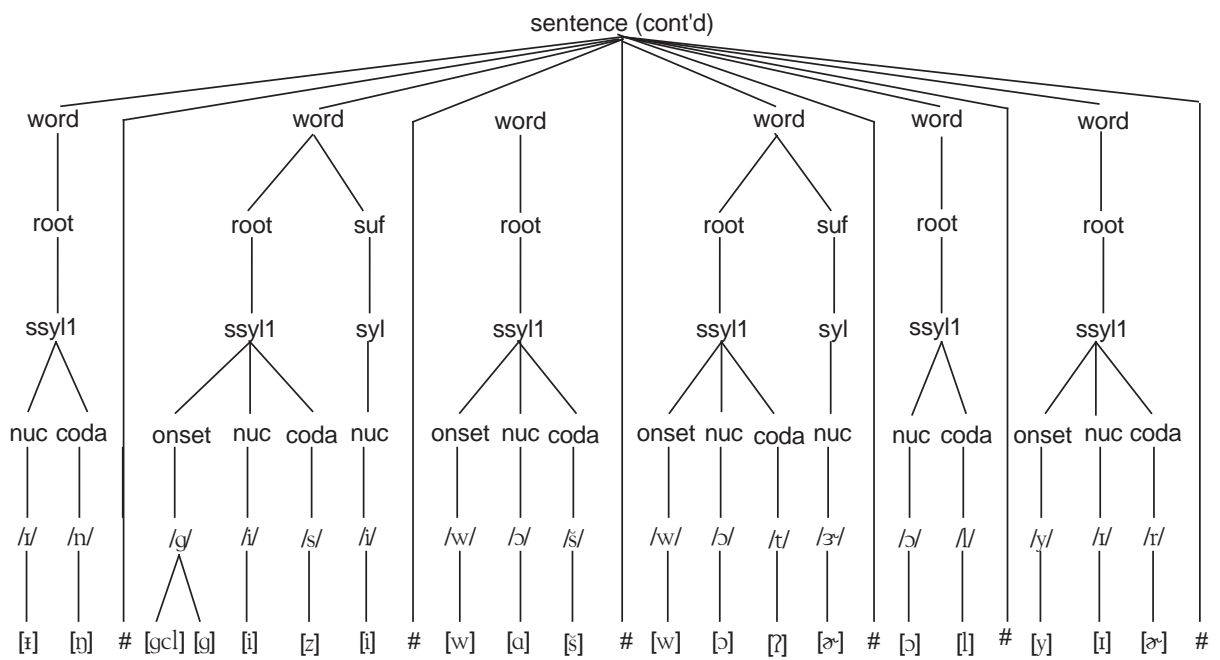 sentence (cont'd)
word word word word word word
root root suf root root suf root root
ssyl1 ssyl1 syl ssyl1 ssyl1 syl ssyl1 ssyl1
nuc coda onset nuc coda nuc onset nuc coda onset nuc coda nuc nuc coda onset nuc coda
/ɪ/ /n/ /g/ /i/ /s/ /i/ /w/ /ɔ/ /š/ /w/ /ɔ/ /t/ /ɝ/ /ɔ/ /l/ /y/ /ɪ/ /r/
[ɨ] [ŋ] # [gcl] [g] [i] [z] [i] # [w] [ɑ] [š] # [w] [ɔ] [ʔ] [ɚ] # [ɔ] [l] # [y] [ɪ] [ɚ] #